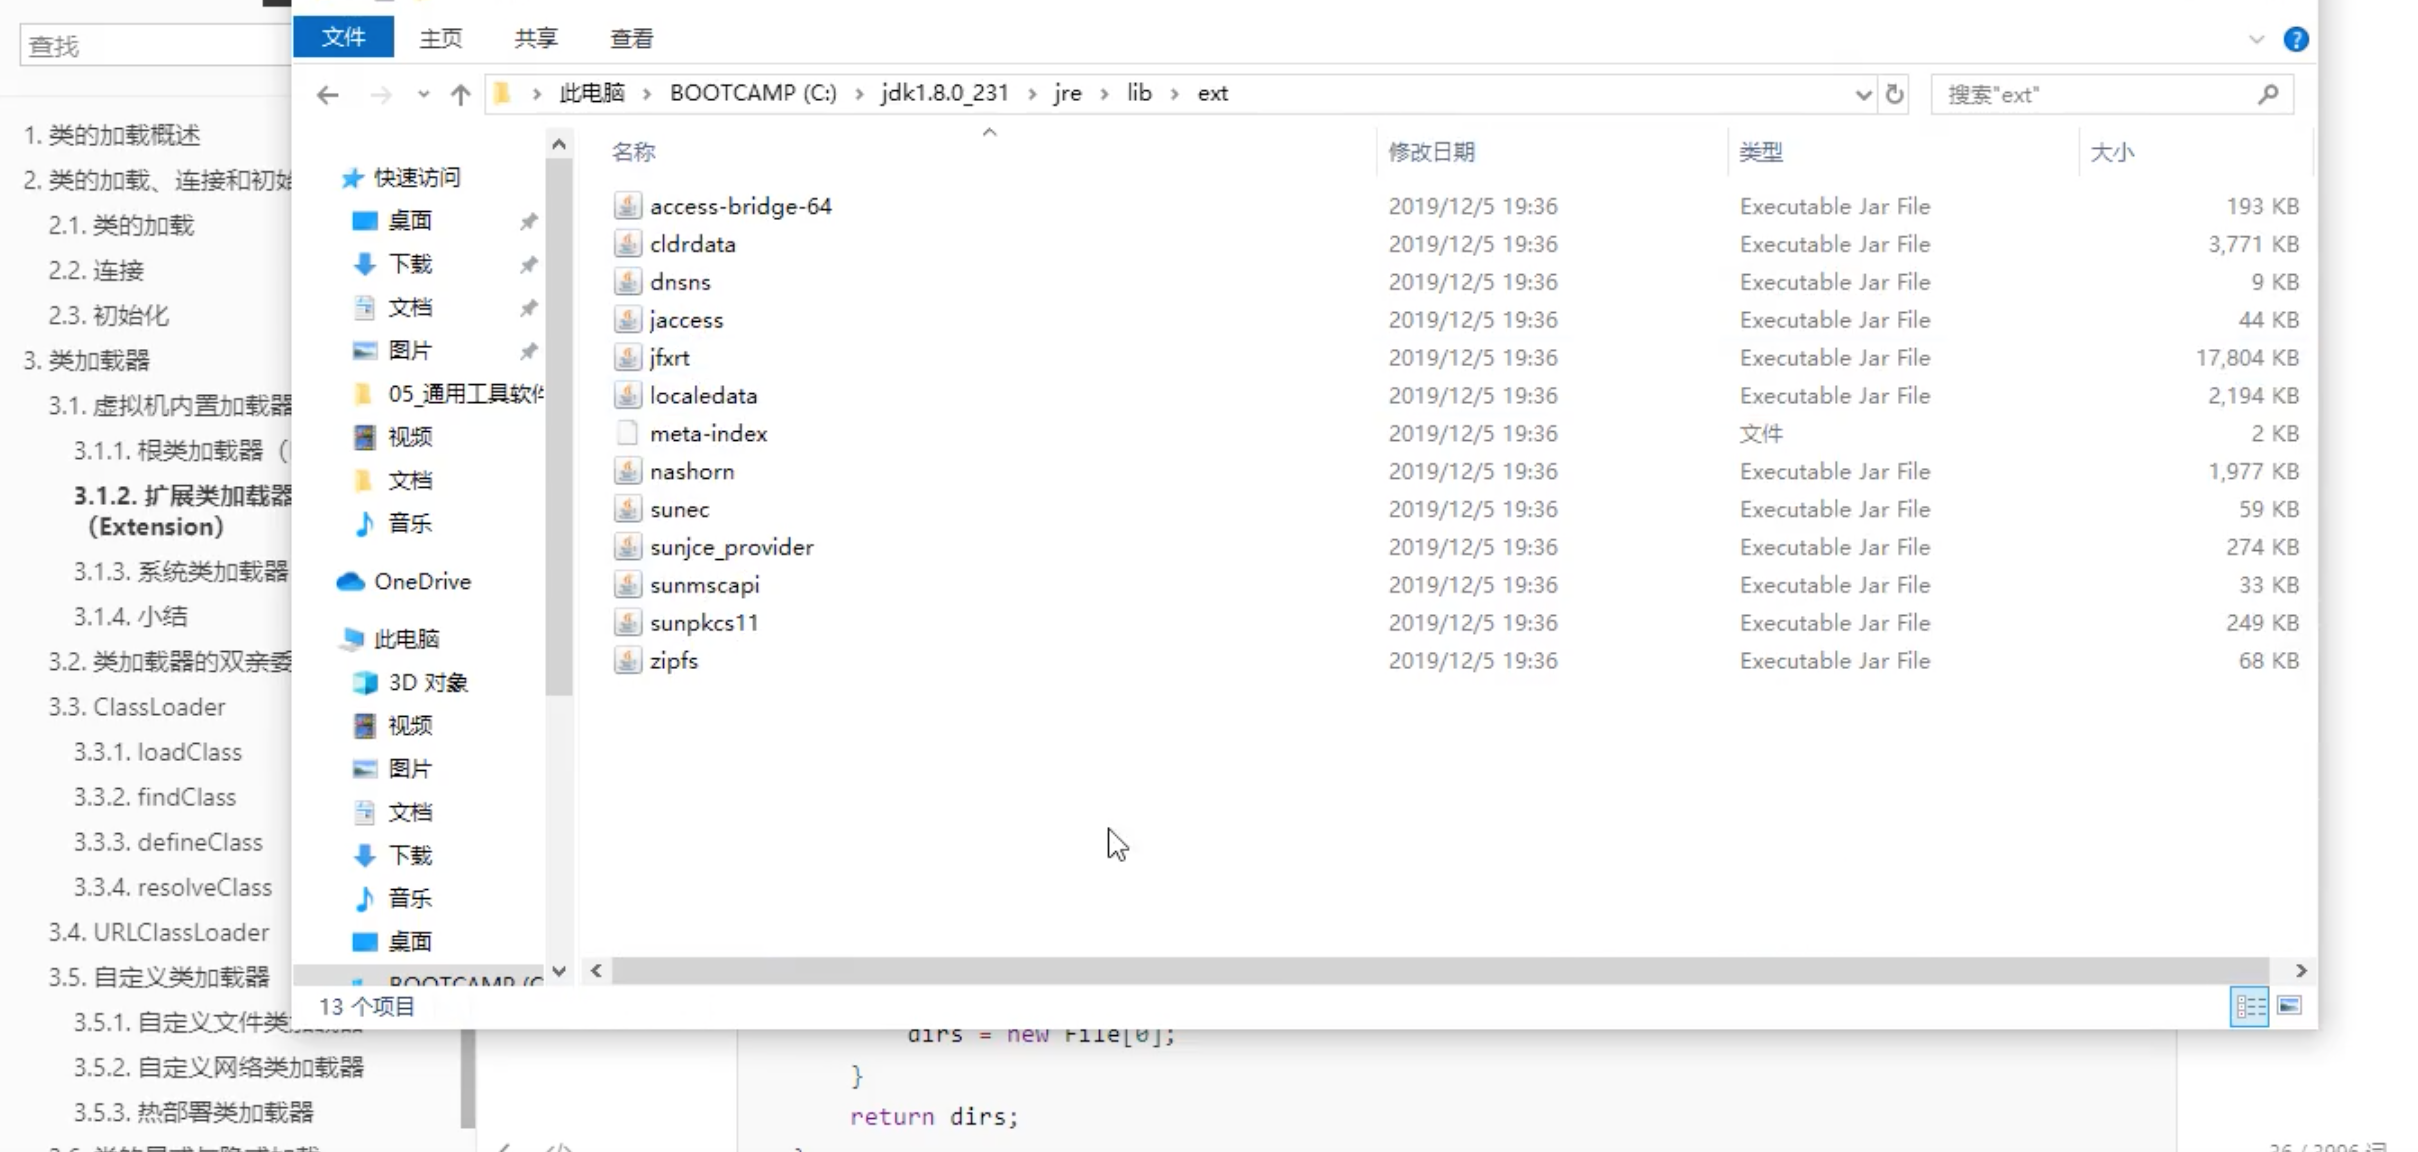 查找
1. 类的加载概述
2. 类的加载、连接和初始
2.1. 类的加载
2.2. 连接
2.3. 初始化
3. 类加载器
3.1. 虚拟机内置加载器
3.1.1. 根类加载器（
3.1.2. 扩展类加载器
（Extension）
3.1.3. 系统类加载器
3.1.4. 小结
3.2. 类加载器的双亲委
3.3. ClassLoader
3.3.1. loadClass
3.3.2. findClass
3.3.3. defineClass
3.3.4. resolveClass
3.4. URLClassLoader
3.5. 自定义类加载器
3.5.1. 自定义文件类加载器
3.5.2. 自定义网络类加载器
3.5.3. 热部署类加载器
文件 主页 共享 查看
此电脑 > BOOTCAMP (C:) > jdk1.8.0_231 > jre > lib > ext
搜索"ext"
快速访问
桌面
下载
文档
图片
05_通用工具软件
视频
文档
音乐
OneDrive
此电脑
3D 对象
视频
图片
文档
下载
音乐
桌面
BOOTCAMP (C
名称 修改日期 类型 大小
access-bridge-64 2019/12/5 19:36 Executable Jar File 193 KB
cldrdata 2019/12/5 19:36 Executable Jar File 3,771 KB
dnsns 2019/12/5 19:36 Executable Jar File 9 KB
jaccess 2019/12/5 19:36 Executable Jar File 44 KB
jfxrt 2019/12/5 19:36 Executable Jar File 17,804 KB
localedata 2019/12/5 19:36 Executable Jar File 2,194 KB
meta-index 2019/12/5 19:36 文件 2 KB
nashorn 2019/12/5 19:36 Executable Jar File 1,977 KB
sunec 2019/12/5 19:36 Executable Jar File 59 KB
sunjce_provider 2019/12/5 19:36 Executable Jar File 274 KB
sunmscapi 2019/12/5 19:36 Executable Jar File 33 KB
sunpkcs11 2019/12/5 19:36 Executable Jar File 249 KB
zipfs 2019/12/5 19:36 Executable Jar File 68 KB
13 个项目
dirs = new File[0];
}
return dirs;